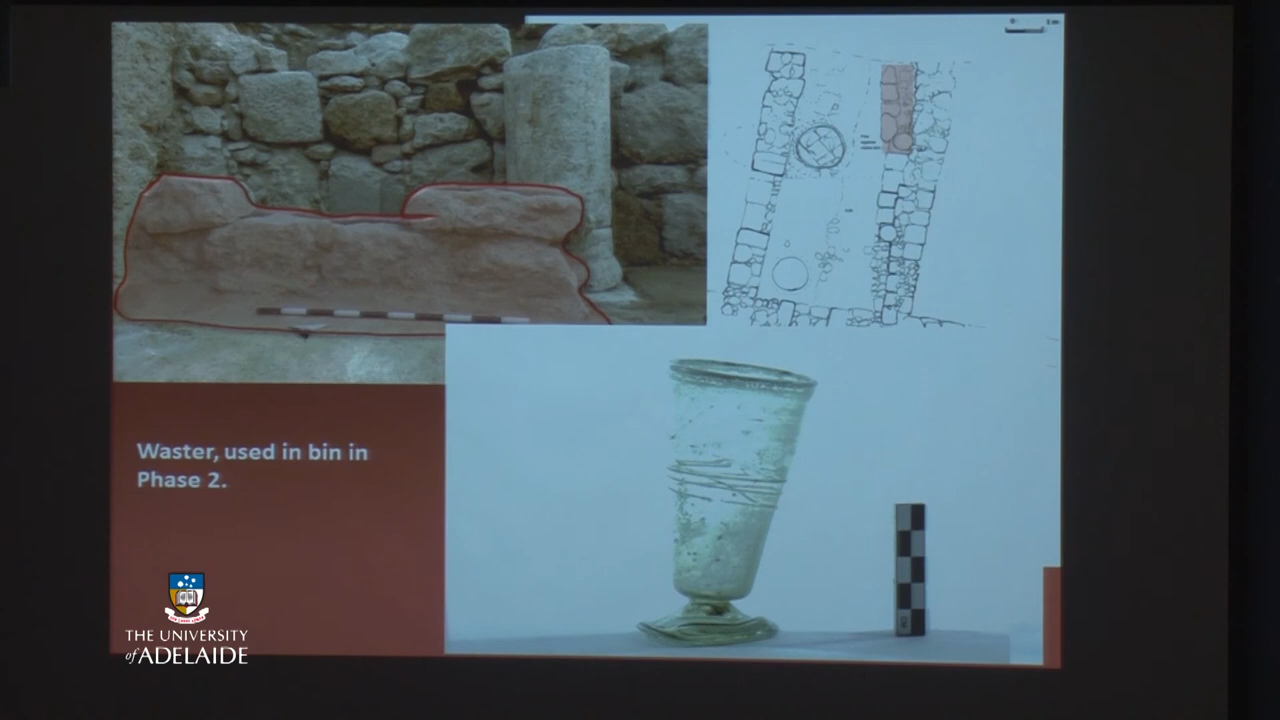 Waster, used in bin in
Phase 2.
THE UNIVERSITY
of ADELAIDE